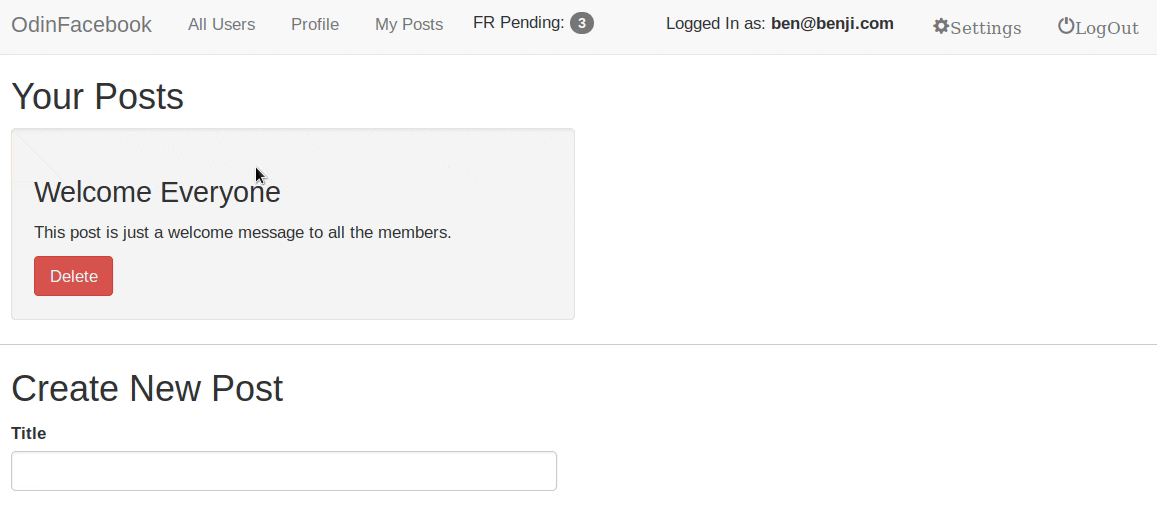 OdinFacebook All Users Profile My Posts FR Pending: 3 Logged In as: ben@benji.com Settings LogOut
Your Posts
Welcome Everyone
This post is just a welcome message to all the members.
Delete
Create New Post
Title